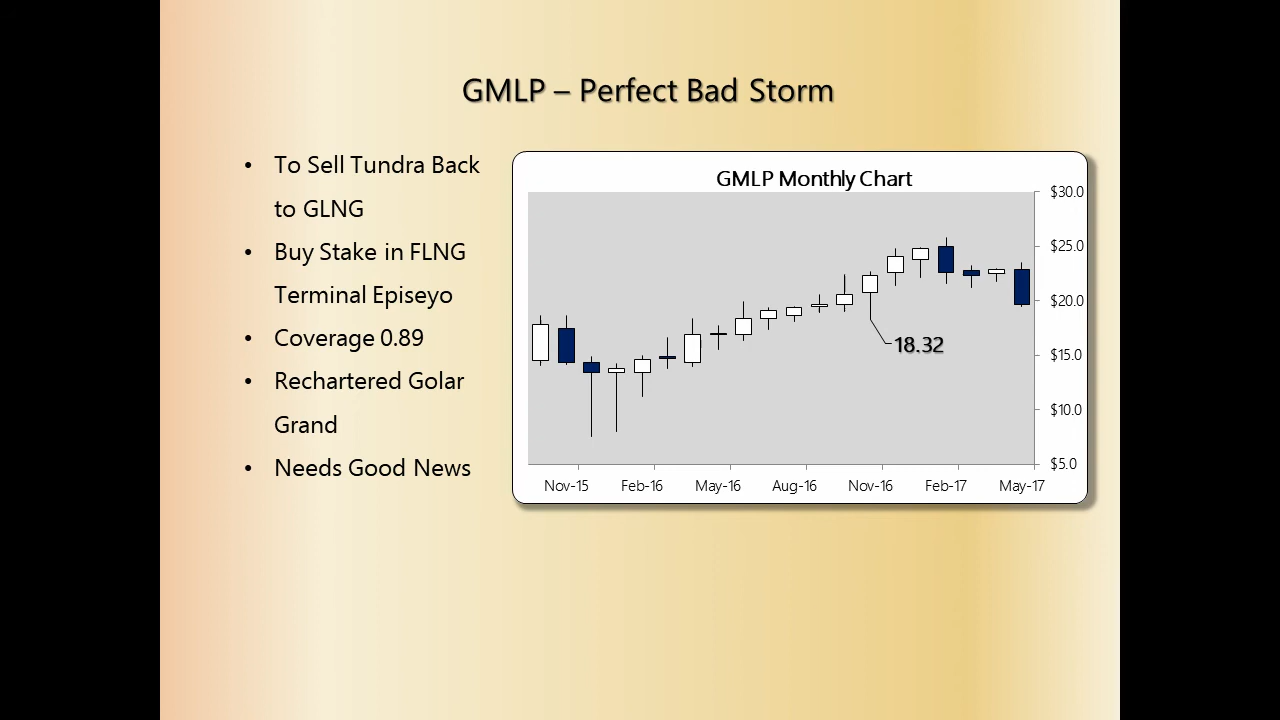 GMLP – Perfect Bad Storm
• To Sell Tundra Back
to GLNG
• Buy Stake in FLNG
Terminal Episeyo
• Coverage 0.89
• Rechartered Golar
Grand
• Needs Good News
GMLP Monthly Chart
$30.0
$25.0
$20.0
$15.0
$10.0
$5.0
18.32
Nov-15 Feb-16 May-16 Aug-16 Nov-16 Feb-17 May-17